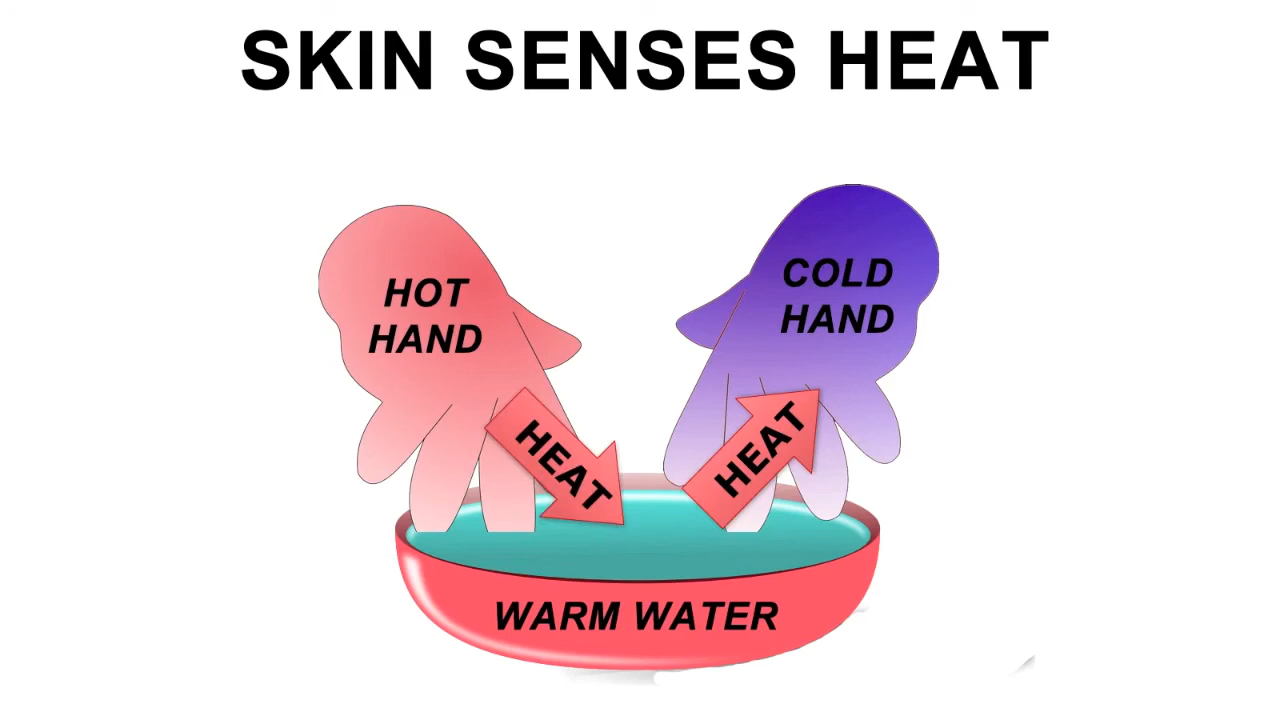 SKIN SENSES HEAT
HOT
HAND
COLD
HAND
HEAT
HEAT
WARM WATER